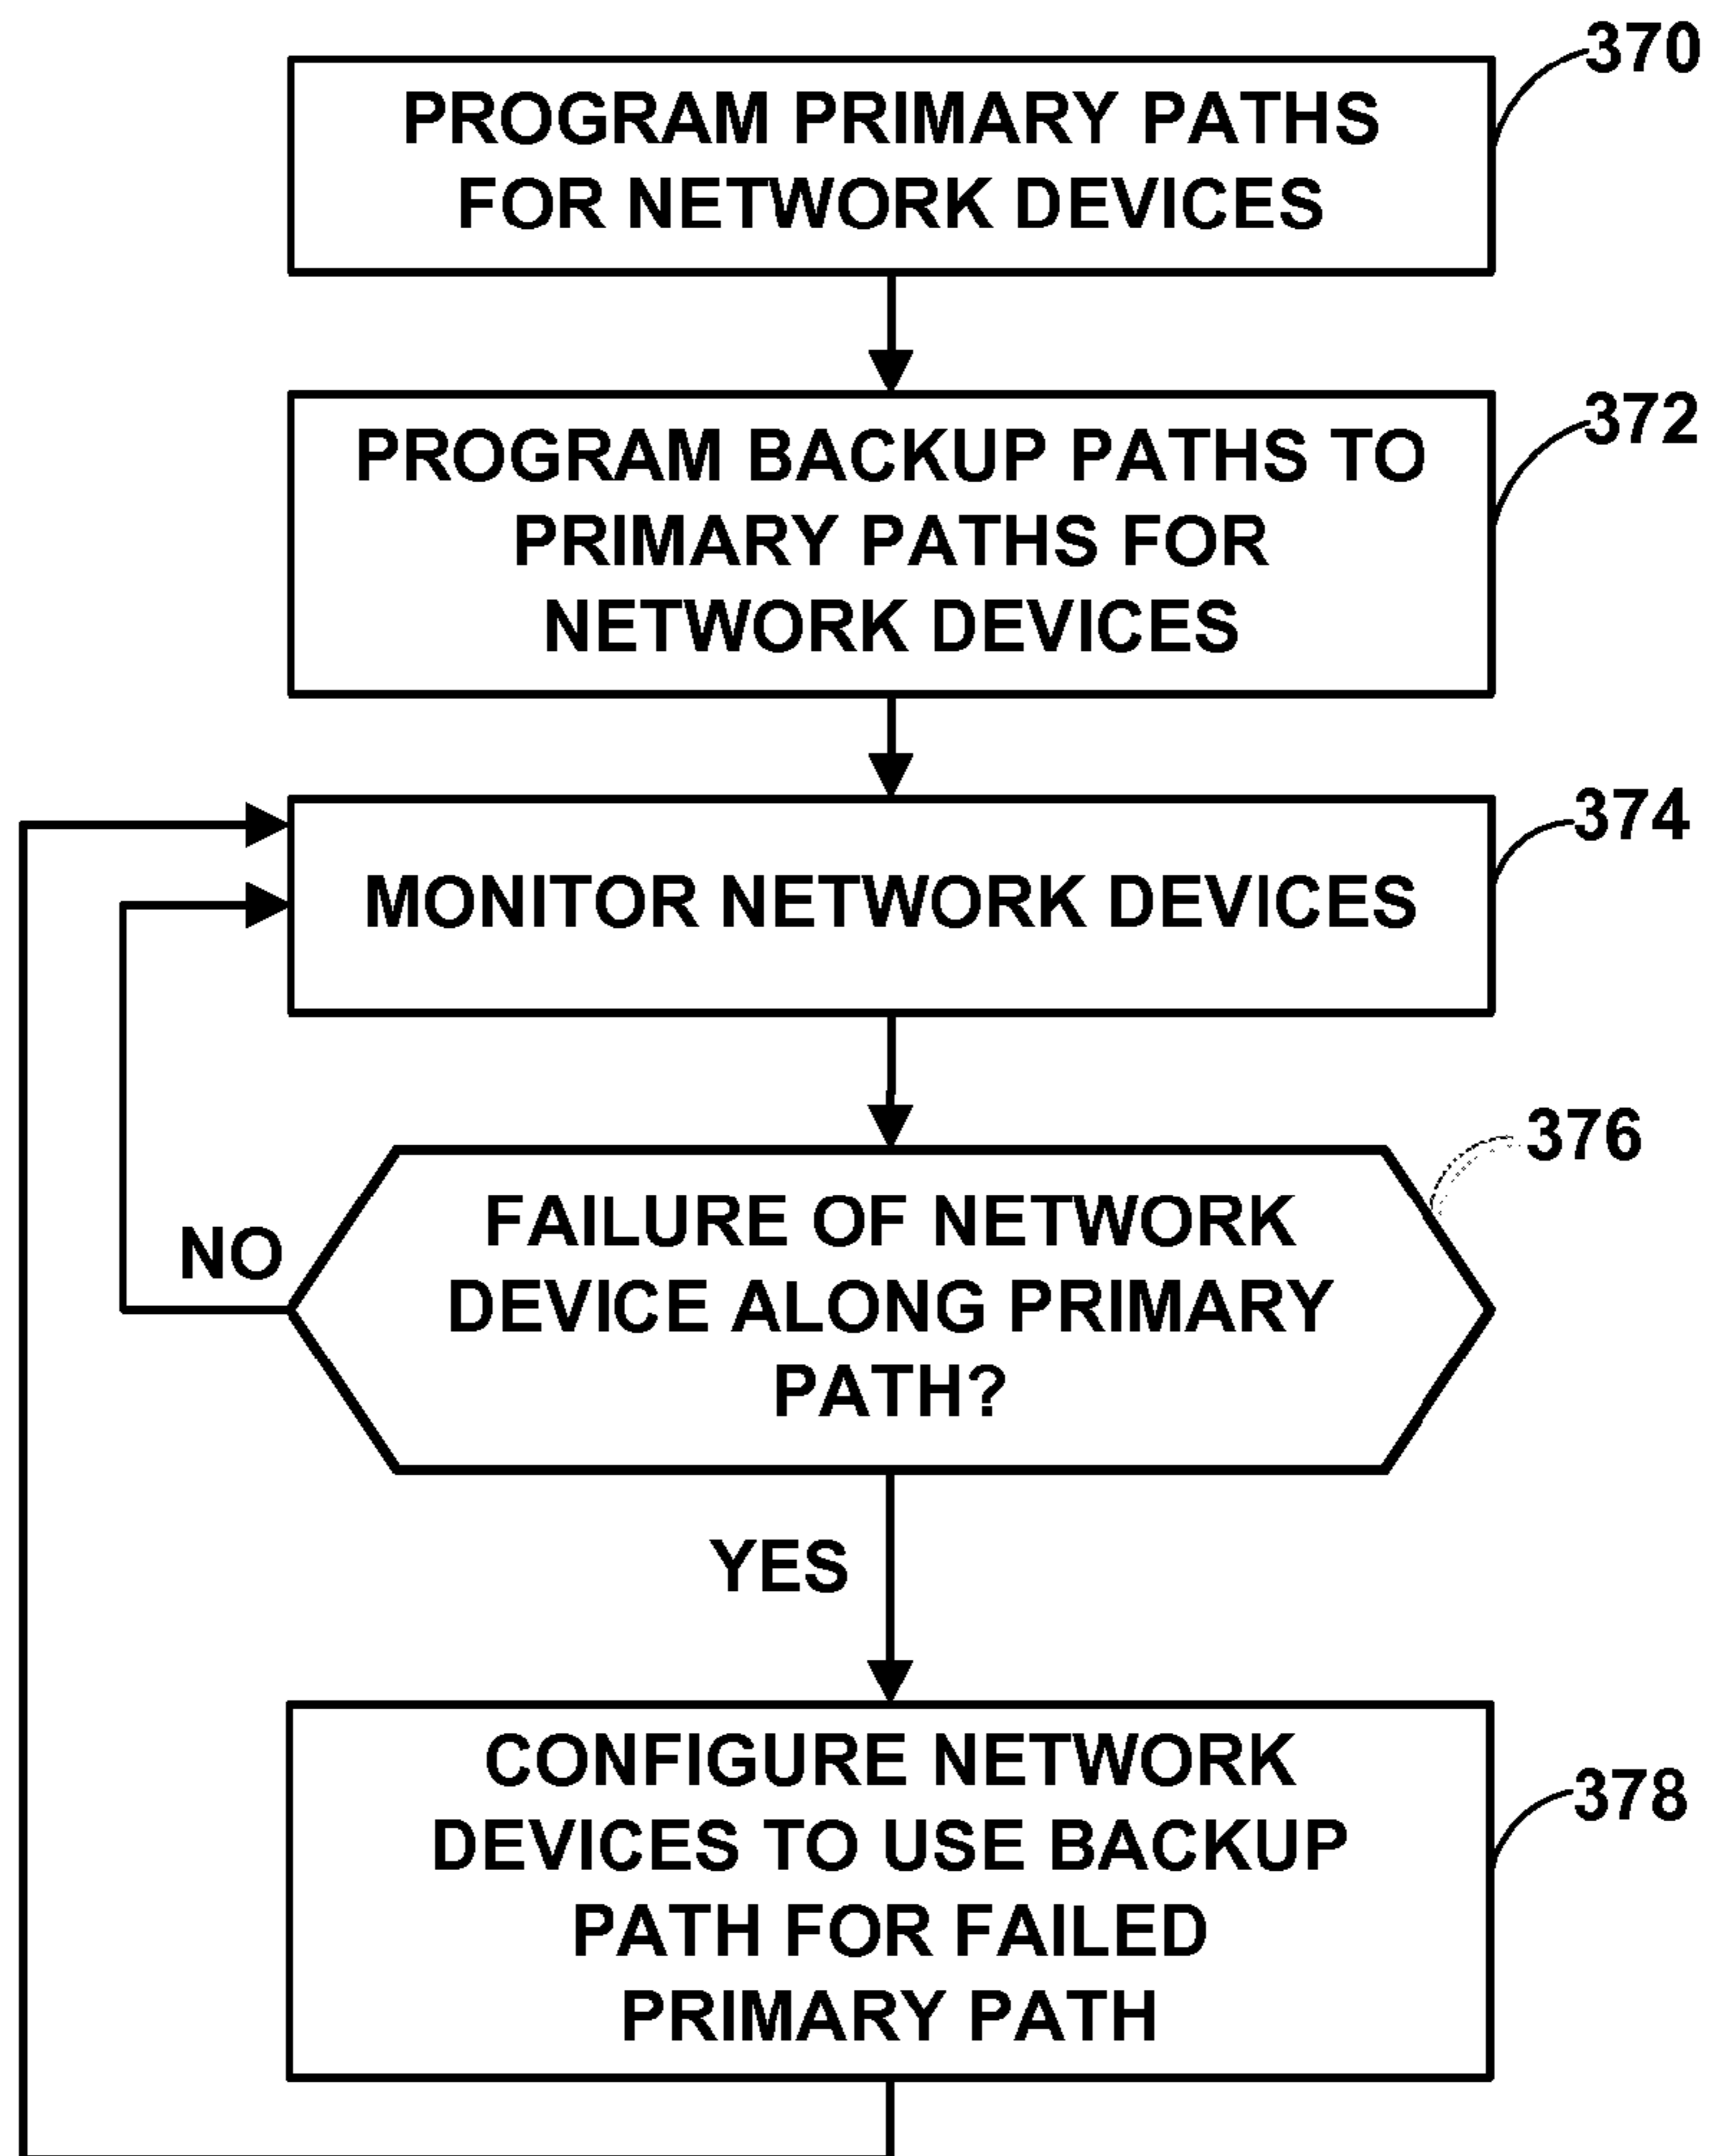 370
PROGRAM PRIMARY PATHS
FOR NETWORK DEVICES
372
PROGRAM BACKUP PATHS TO
PRIMARY PATHS FOR
NETWORK DEVICES
374
MONITOR NETWORK DEVICES
376
FAILURE OF NETWORK
DEVICE ALONG PRIMARY
PATH?
NO
YES
CONFIGURE NETWORK
DEVICES TO USE BACKUP
PATH FOR FAILED
PRIMARY PATH
378